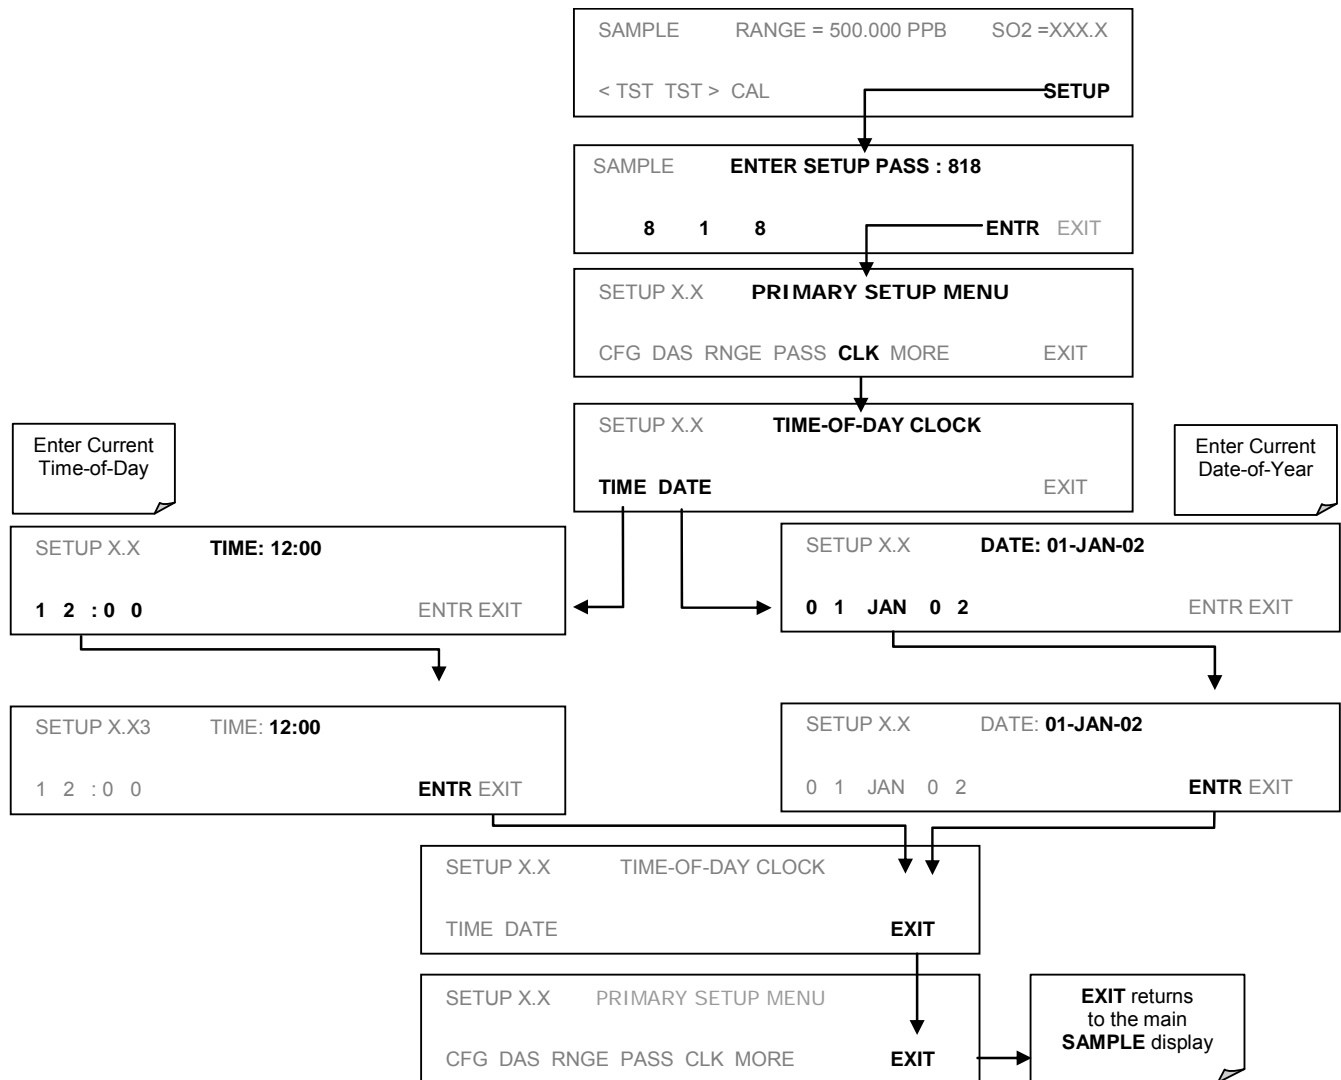 SAMPLE RANGE = 500.000 PPB SO2 =XXX.X
< TST TST > CAL SETUP
SAMPLE ENTER SETUP PASS : 818
8 1 8 ENTR EXIT
SETUP X.X PRIMARY SETUP MENU
CFG DAS RNGE PASS CLK MORE EXIT
SETUP X.X TIME-OF-DAY CLOCK
TIME DATE EXIT
Enter Current
Time-of-Day
Enter Current
Date-of-Year
SETUP X.X TIME: 12:00
1 2 : 0 0 ENTR EXIT
SETUP X.X DATE: 01-JAN-02
0 1 JAN 0 2 ENTR EXIT
SETUP X.X3 TIME: 12:00
1 2 : 0 0 ENTR EXIT
SETUP X.X DATE: 01-JAN-02
0 1 JAN 0 2 ENTR EXIT
SETUP X.X TIME-OF-DAY CLOCK
TIME DATE EXIT
SETUP X.X PRIMARY SETUP MENU
CFG DAS RNGE PASS CLK MORE EXIT
EXIT returns
to the main
SAMPLE display